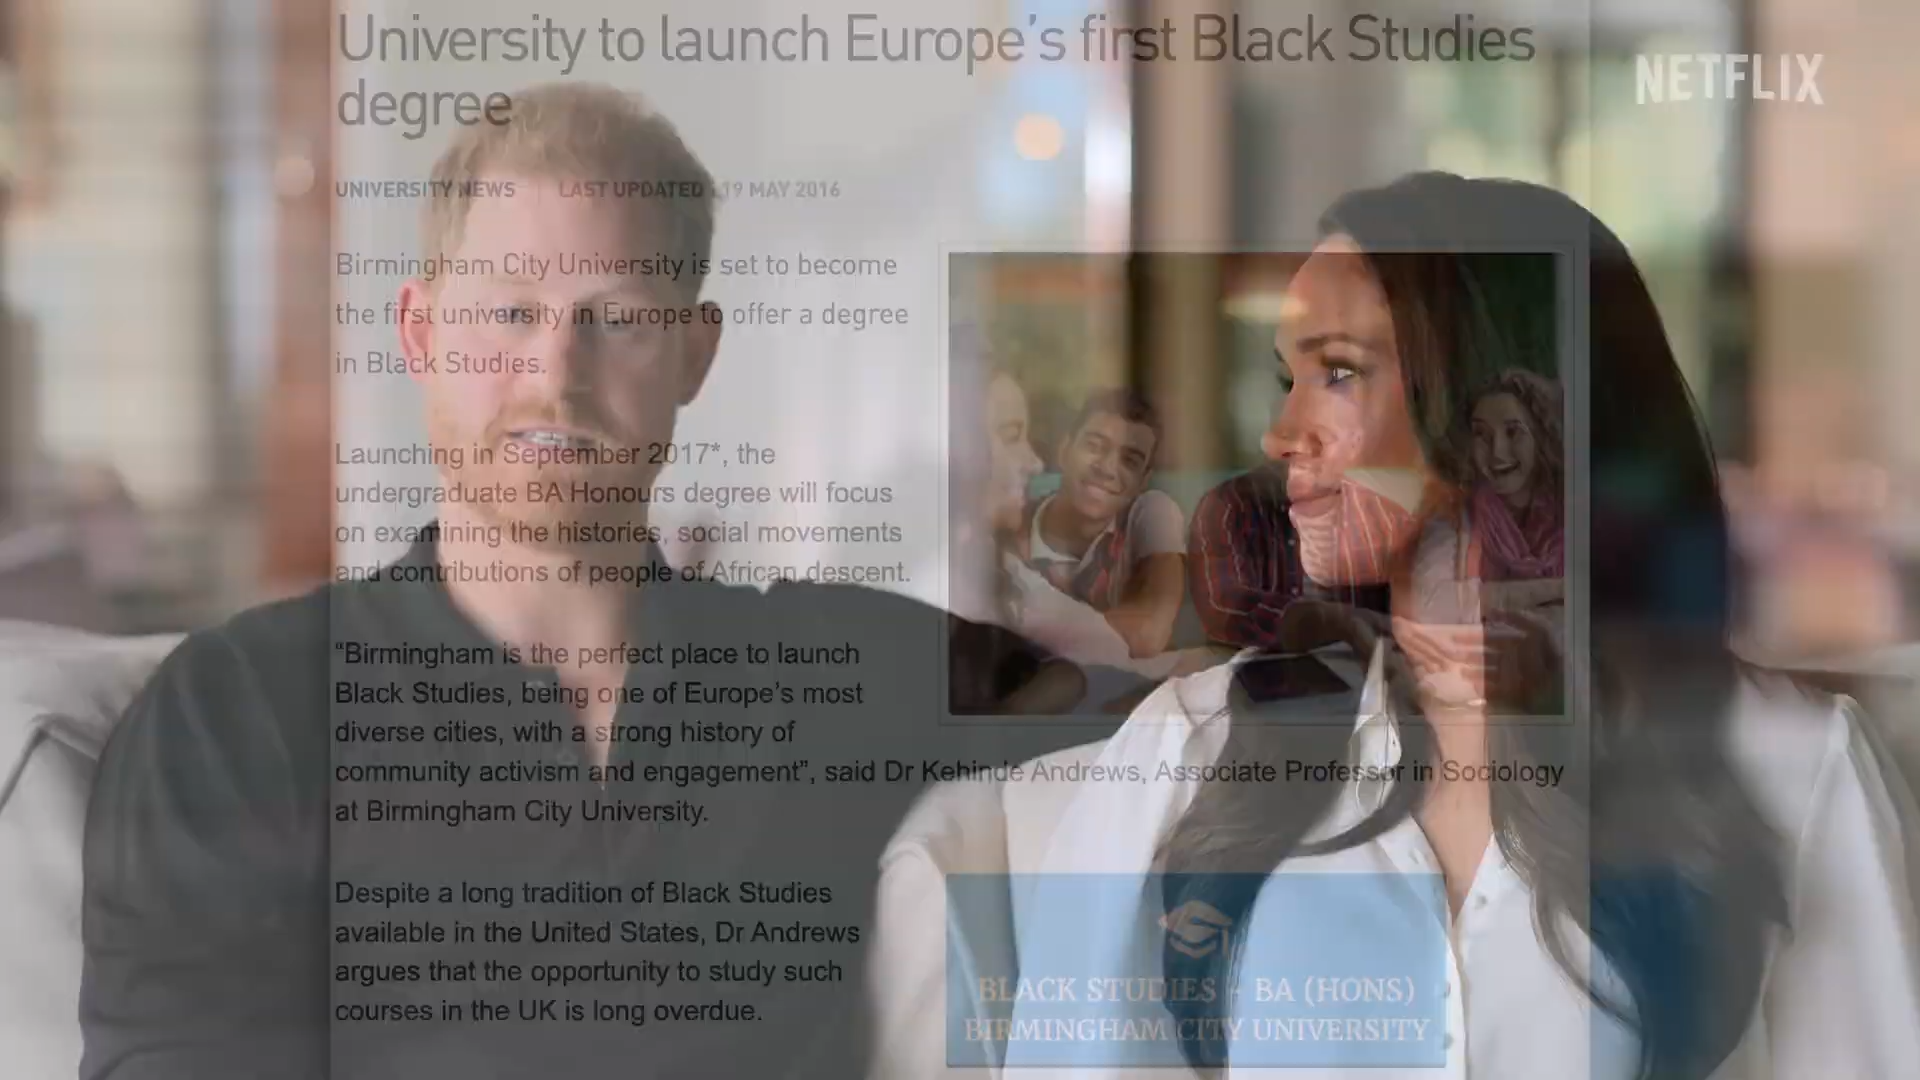 University to launch Europe's first Black Studies
degree
NETFLIX
UNIVERSITY NEWS | LAST UPDATED : 19 MAY 2016
Birmingham City University is set to become
the first university in Europe to offer a degree
in Black Studies.
Launching in September 2017*, the
undergraduate BA Honours degree will focus
on examining the histories, social movements
and contributions of people of African descent.
“Birmingham is the perfect place to launch
Black Studies, being one of Europe’s most
diverse cities, with a strong history of
community activism and engagement”, said Dr Kehinde Andrews, Associate Professor in Sociology
at Birmingham City University.
Despite a long tradition of Black Studies
available in the United States, Dr Andrews
argues that the opportunity to study such
courses in the UK is long overdue.
BLACK STUDIES - BA (HONS)
BIRMINGHAM CITY UNIVERSITY